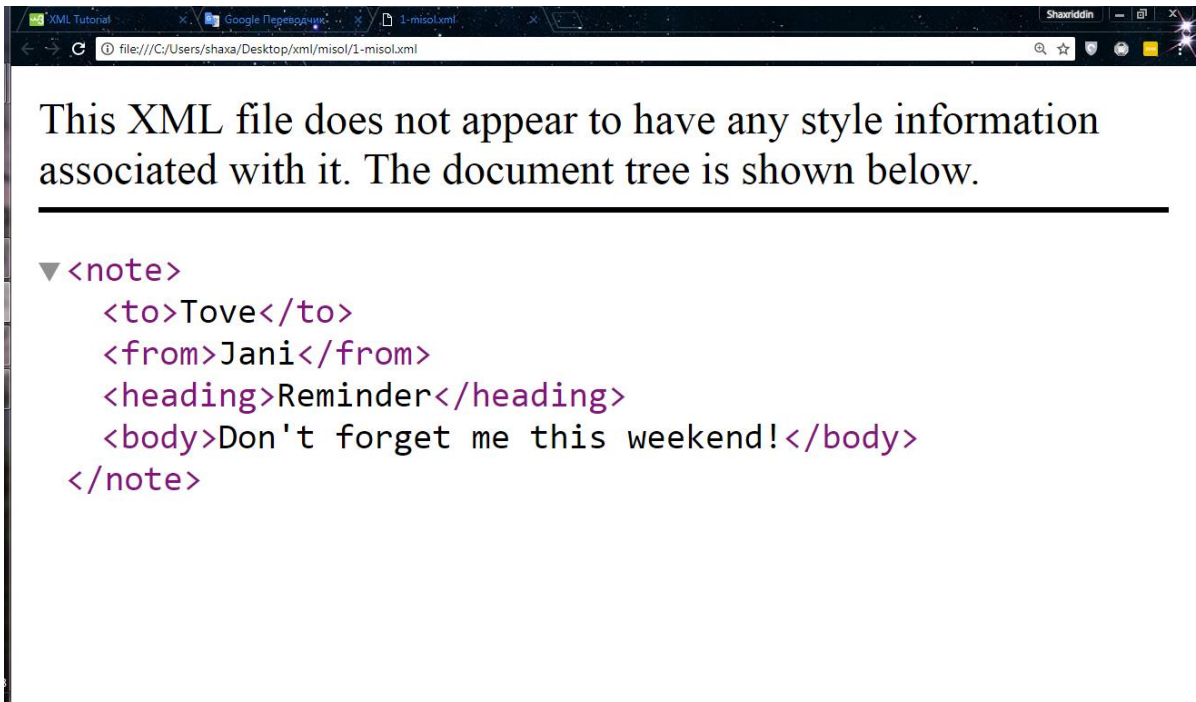 XML Tutorial Google Переводчик 1-misol.xml Shaxriddin
file:///C:/Users/shaxa/Desktop/xml/misol/1-misol.xml
This XML file does not appear to have any style information
associated with it. The document tree is shown below.
▼<note>
<to>Tove</to>
<from>Jani</from>
<heading>Reminder</heading>
<body>Don't forget me this weekend!</body>
</note>